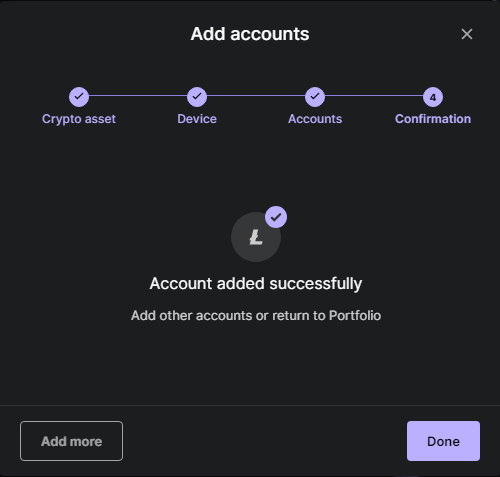 Add accounts
Crypto asset
Device
Accounts
4
Confirmation
Account added successfully
Add other accounts or return to Portfolio
Add more
Done